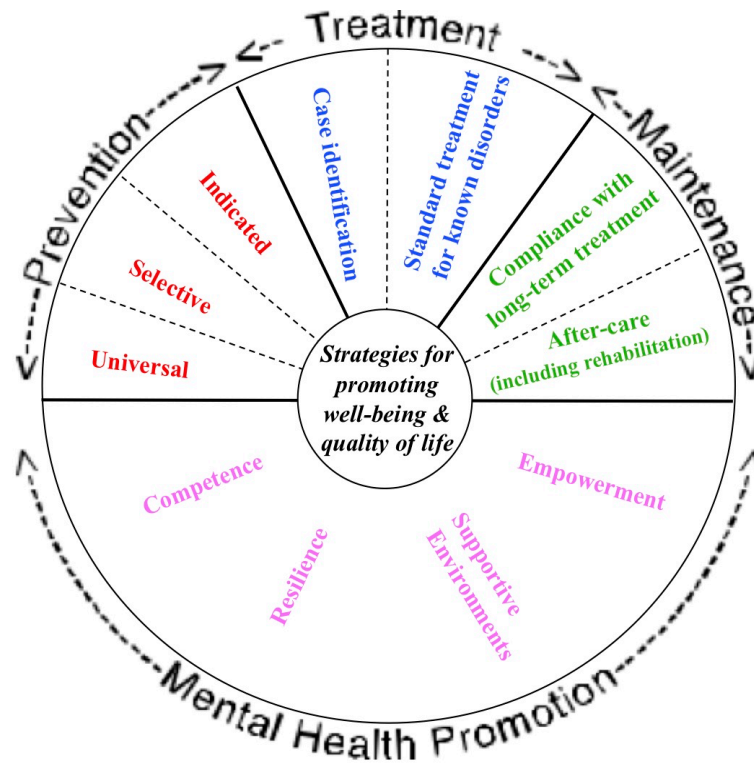 Treatment
Prevention
Maintenance
Case identification
Standard treatment
for known disorders
Indicated
Selective
Universal
Compliance with
long-term treatment
After-care
(including rehabilitation)
Strategies for
promoting
well-being &
quality of life
Competence
Resilience
Supportive
Environments
Empowerment
Mental Health Promotion